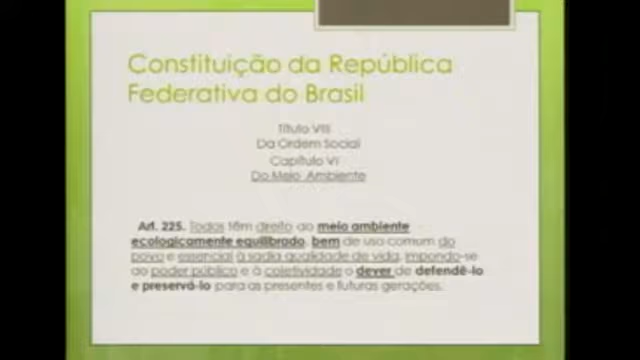 Constituição da República
Federativa do Brasil
Título VIII
Da Ordem Social
Capítulo VI
Do Meio Ambiente
Art. 225. Todos têm direito ao meio ambiente
ecologicamente equilibrado, bem de uso comum do
povo e essencial à sadia qualidade de vida, impondo-se
ao poder público e à coletividade o dever de defendê-lo
e preservá-lo para as presentes e futuras gerações.